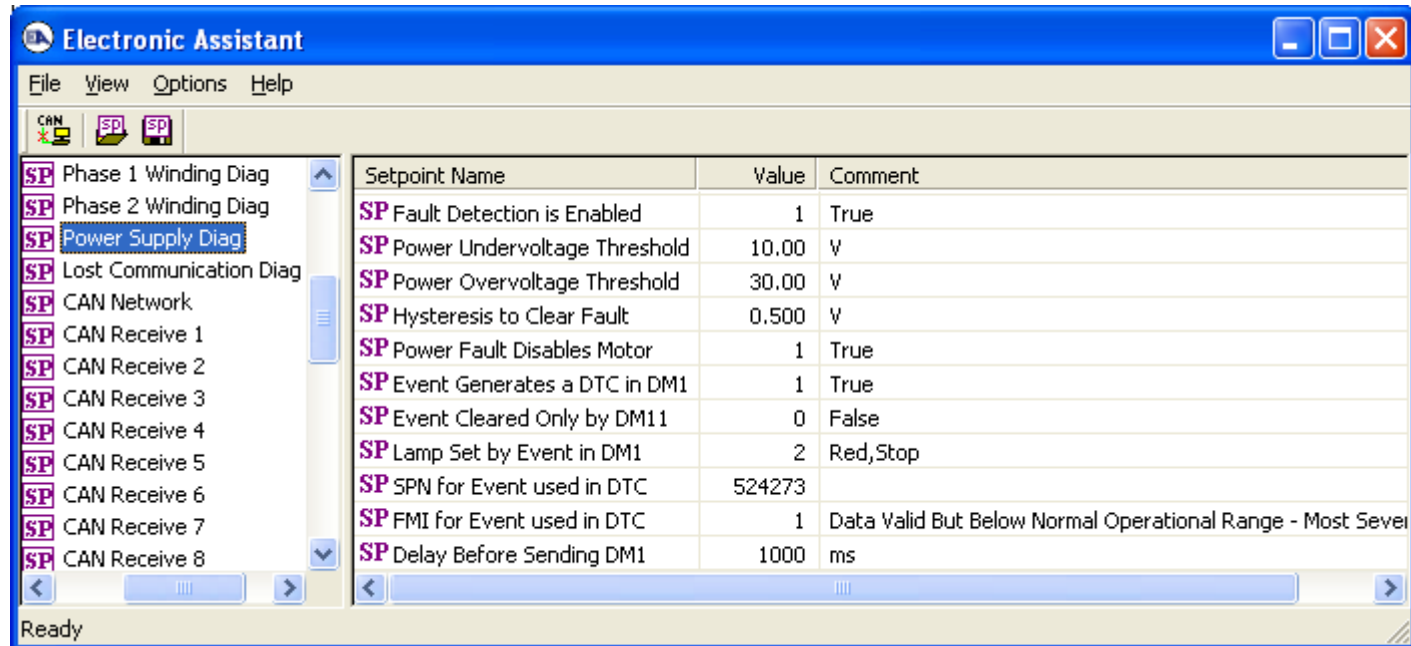 Electronic Assistant
File View Options Help
CAN SP SP
SP Phase 1 Winding Diag
SP Phase 2 Winding Diag
SP Power Supply Diag
SP Lost Communication Diag
SP CAN Network
SP CAN Receive 1
SP CAN Receive 2
SP CAN Receive 3
SP CAN Receive 4
SP CAN Receive 5
SP CAN Receive 6
SP CAN Receive 7
SP CAN Receive 8
Setpoint Name Value Comment
SP Fault Detection is Enabled 1 True
SP Power Undervoltage Threshold 10.00 V
SP Power Overvoltage Threshold 30.00 V
SP Hysteresis to Clear Fault 0.500 V
SP Power Fault Disables Motor 1 True
SP Event Generates a DTC in DM1 1 True
SP Event Cleared Only by DM11 0 False
SP Lamp Set by Event in DM1 2 Red,Stop
SP SPN for Event used in DTC 524273
SP FMI for Event used in DTC 1 Data Valid But Below Normal Operational Range - Most Sever
SP Delay Before Sending DM1 1000 ms
Ready